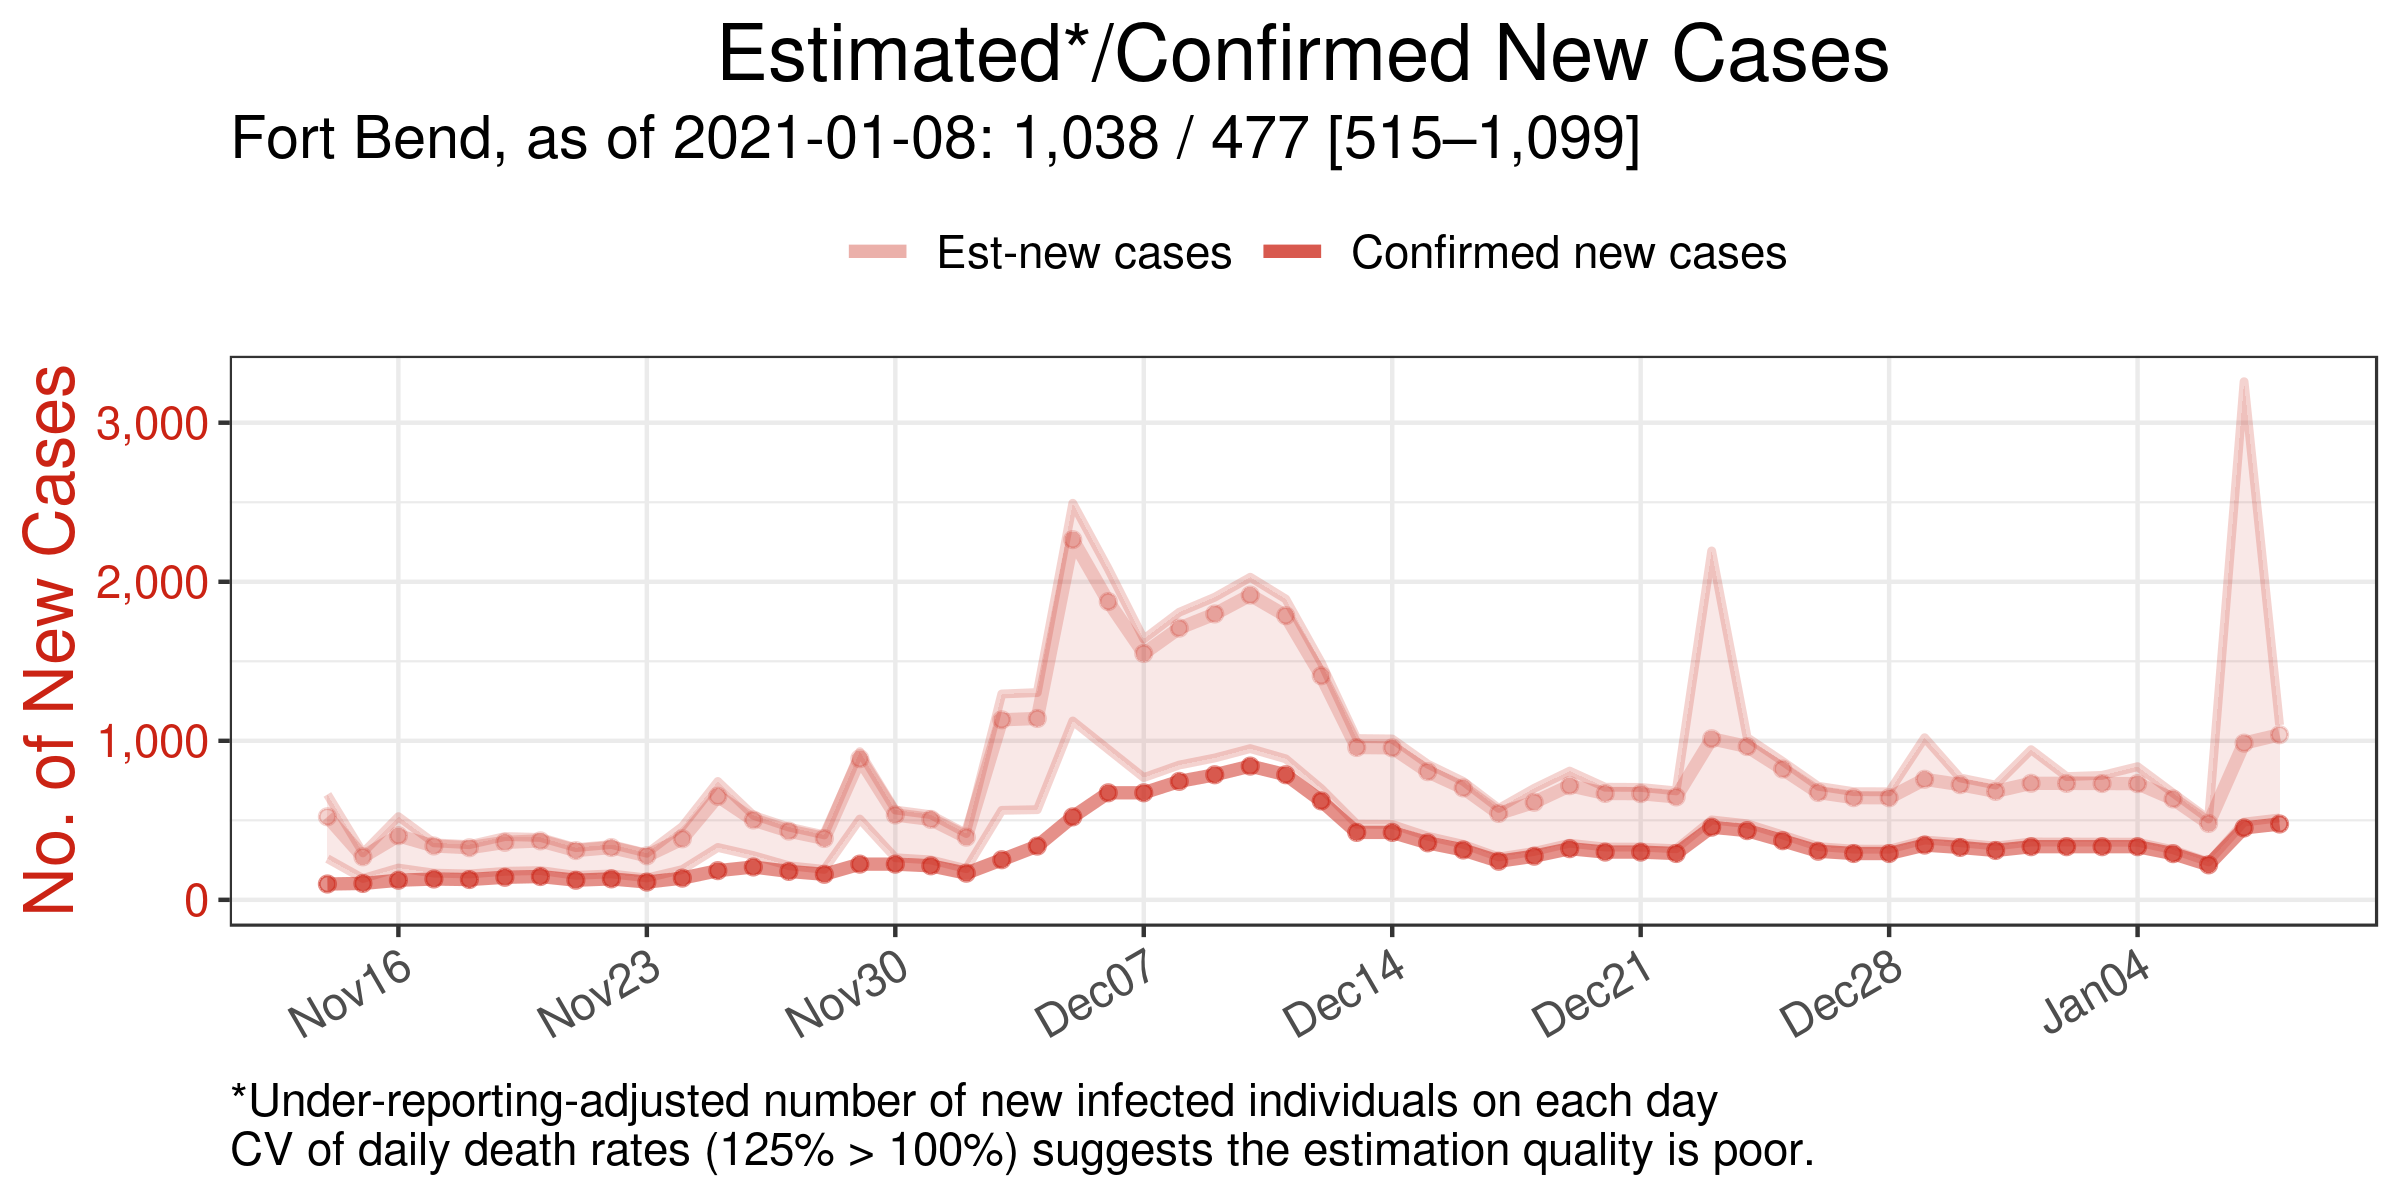 Estimated*/Confirmed New Cases
Fort Bend, as of 2021-01-08: 1,038 / 477 [515–1,099]
Est-new cases
Confirmed new cases
No. of New Cases
3,000
2,000
1,000
0
Nov16
Nov23
Nov30
Dec07
Dec14
Dec21
Dec28
Jan04
*Under-reporting-adjusted number of new infected individuals on each day
CV of daily death rates (125% > 100%) suggests the estimation quality is poor.